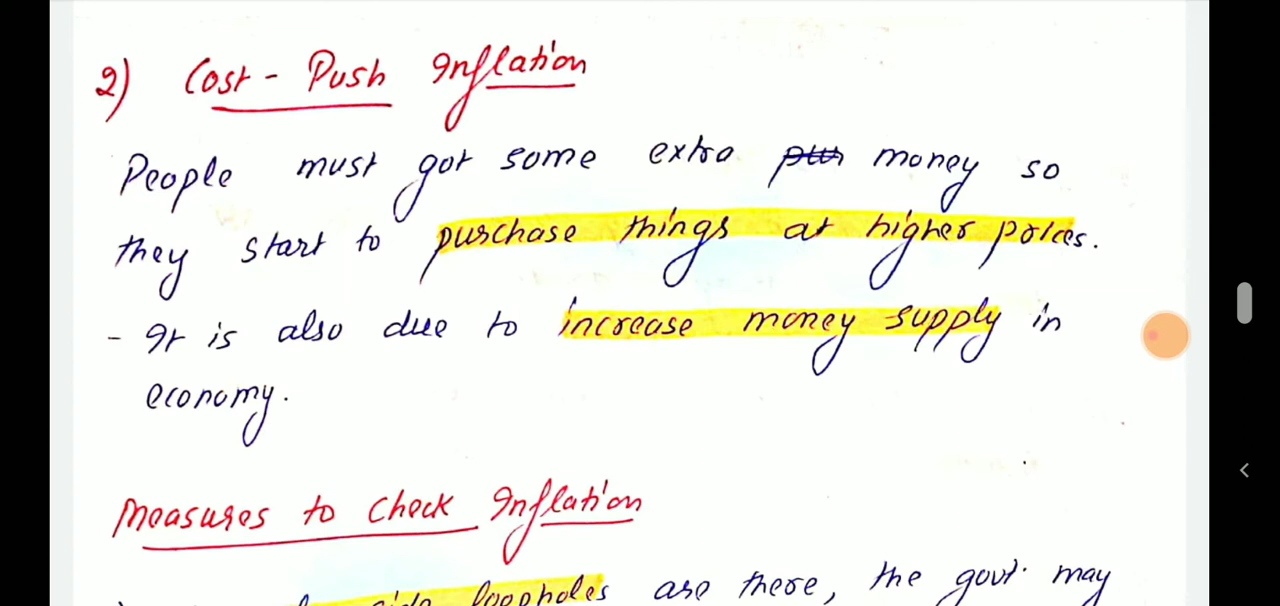 2) Cost - Push Inflation
People must got some extra money so
they start to purchase things at higher prices.
- It is also due to increase money supply in
economy.
Measures to check Inflation
loopholes are there, the govt. may